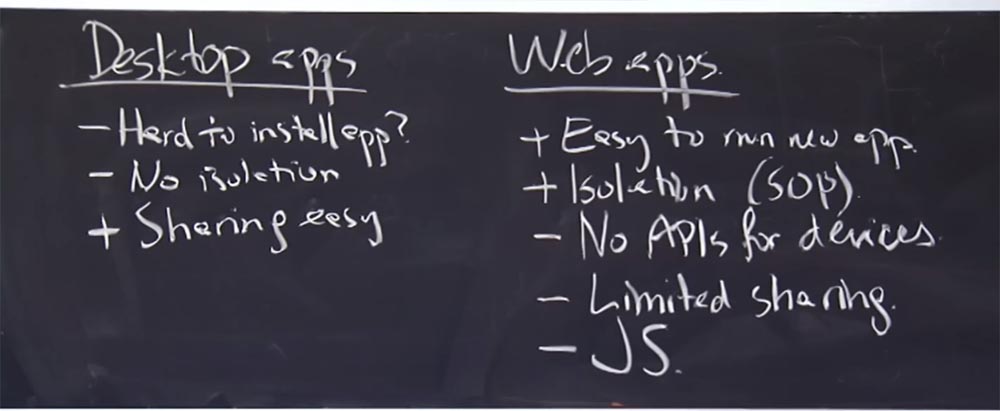 Desktop apps
- Hard to install app?
- No isolation
+ Sharing easy
Web apps.
+ Easy to run new app.
+ Isolation (SOP).
- No APIs for devices.
- Limited sharing.
- JS.